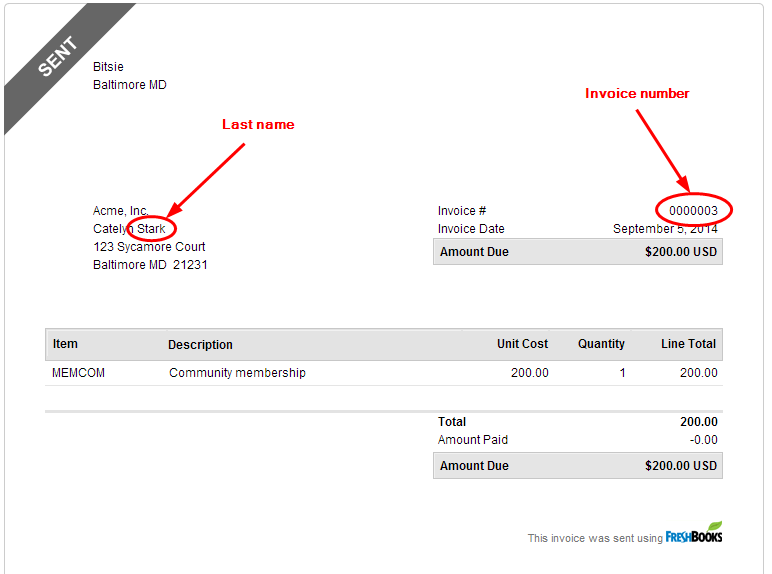 SENT
Bitsie
Baltimore MD
Invoice number
Last name
Acme, Inc.
Catelyn Stark
123 Sycamore Court
Baltimore MD 21231
Invoice # 0000003
Invoice Date September 5, 2014
Amount Due $200.00 USD
Item Description Unit Cost Quantity Line Total
MEMCOM Community membership 200.00 1 200.00
Total 200.00
Amount Paid -0.00
Amount Due $200.00 USD
This invoice was sent using FRESHBOOKS